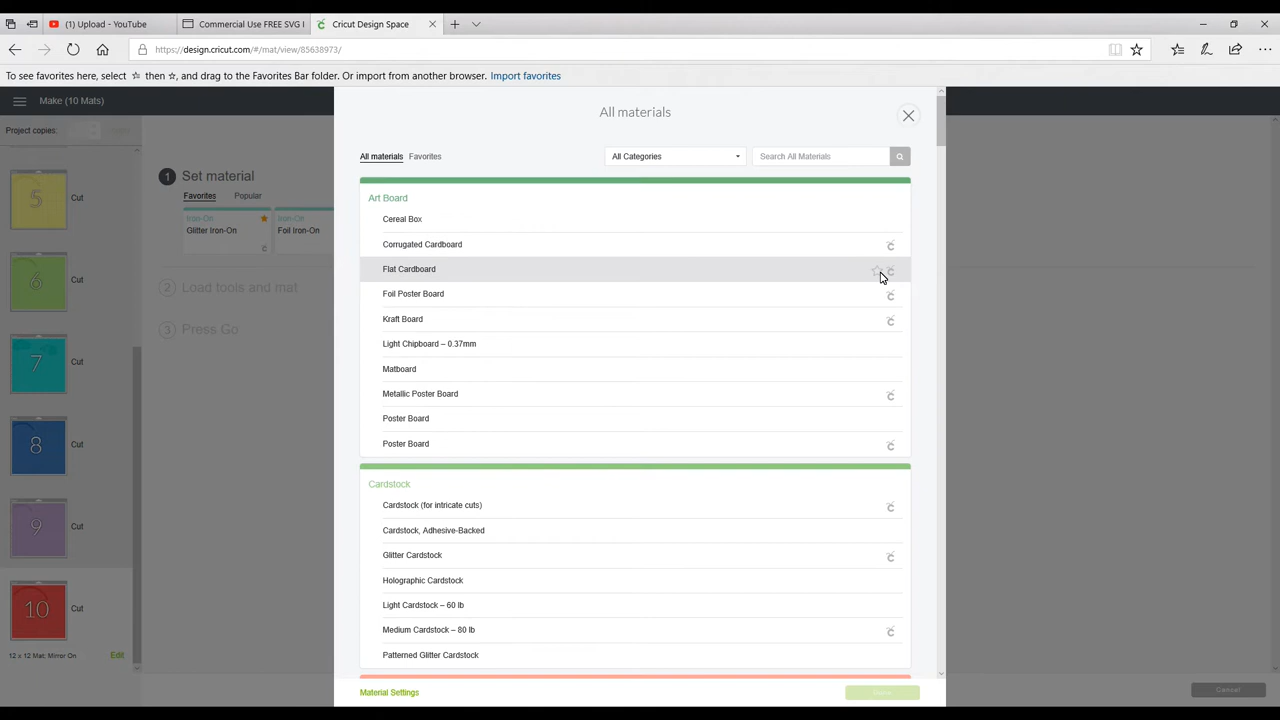 (1) Upload - YouTube
Commercial Use FREE SVG I
Cricut Design Space
https://design.cricut.com/#/mat/view/85638973/
To see favorites here, select ☆ then ☆, and drag to the Favorites Bar folder. Or import from another browser. Import favorites
Make (10 Mats)
Project copies:
5
Cut
6
Cut
7
Cut
8
Cut
9
Cut
10
Cut
12 x 12 Mat. Mirror On
Edit
1 Set material
Favorites Popular
Iron-On
Glitter Iron-On
Iron-On
Foil Iron-On
2 Load tools and mat
3 Press Go
All materials
All materials Favorites
All Categories
Search All Materials
Art Board
Cereal Box
Corrugated Cardboard
Flat Cardboard
Foil Poster Board
Kraft Board
Light Chipboard – 0.37mm
Matboard
Metallic Poster Board
Poster Board
Poster Board
Cardstock
Cardstock (for intricate cuts)
Cardstock, Adhesive-Backed
Glitter Cardstock
Holographic Cardstock
Light Cardstock – 60 lb
Medium Cardstock – 80 lb
Patterned Glitter Cardstock
Material Settings
Done
Cancel